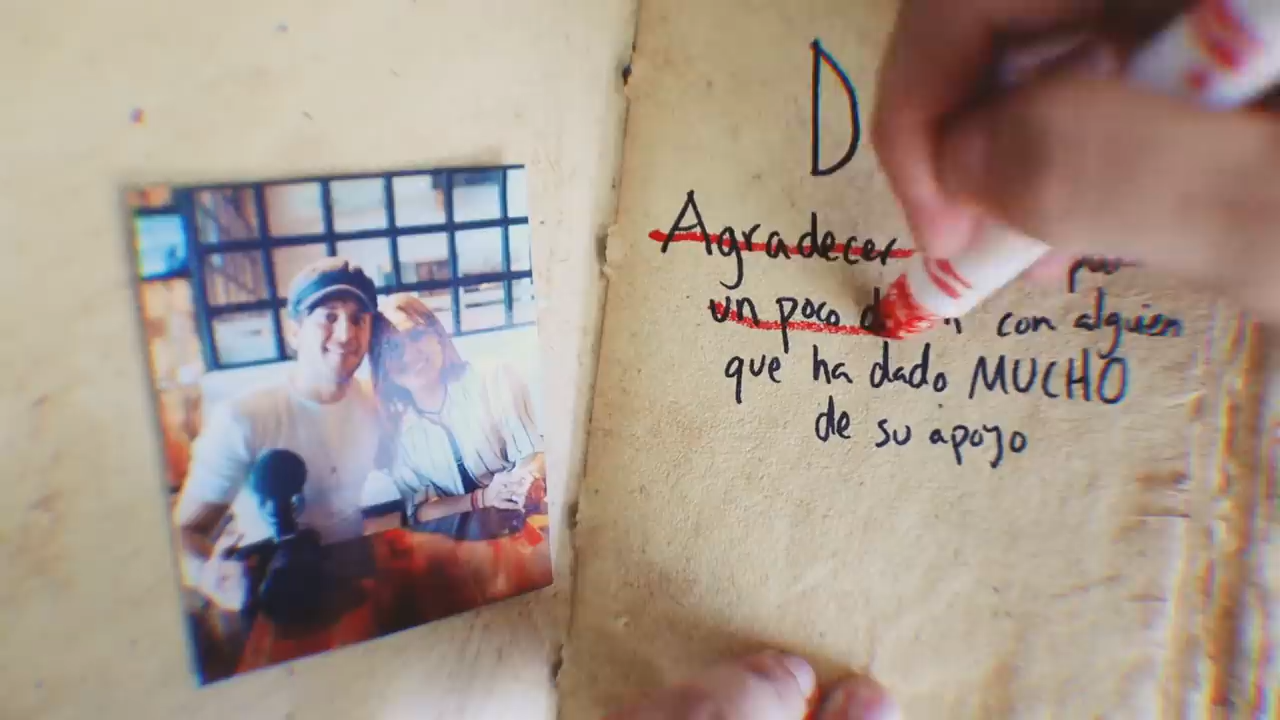 D
Agradecer
un poco con alguien
que ha dado MUCHO
de su apoyo